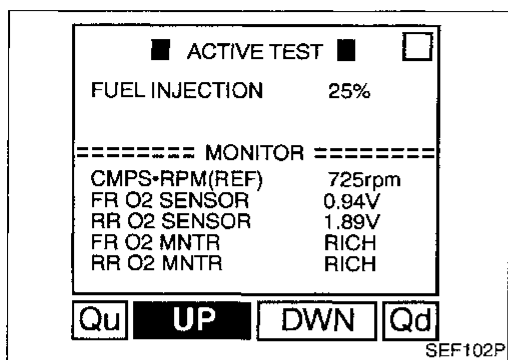 ■ ACTIVE TEST ■ □
FUEL INJECTION 25%
========= MONITOR =========
CMPS•RPM(REF) 725rpm
FR O2 SENSOR 0.94V
RR O2 SENSOR 1.89V
FR O2 MNTR RICH
RR O2 MNTR RICH
Qu UP DWN Qd
SEF102P